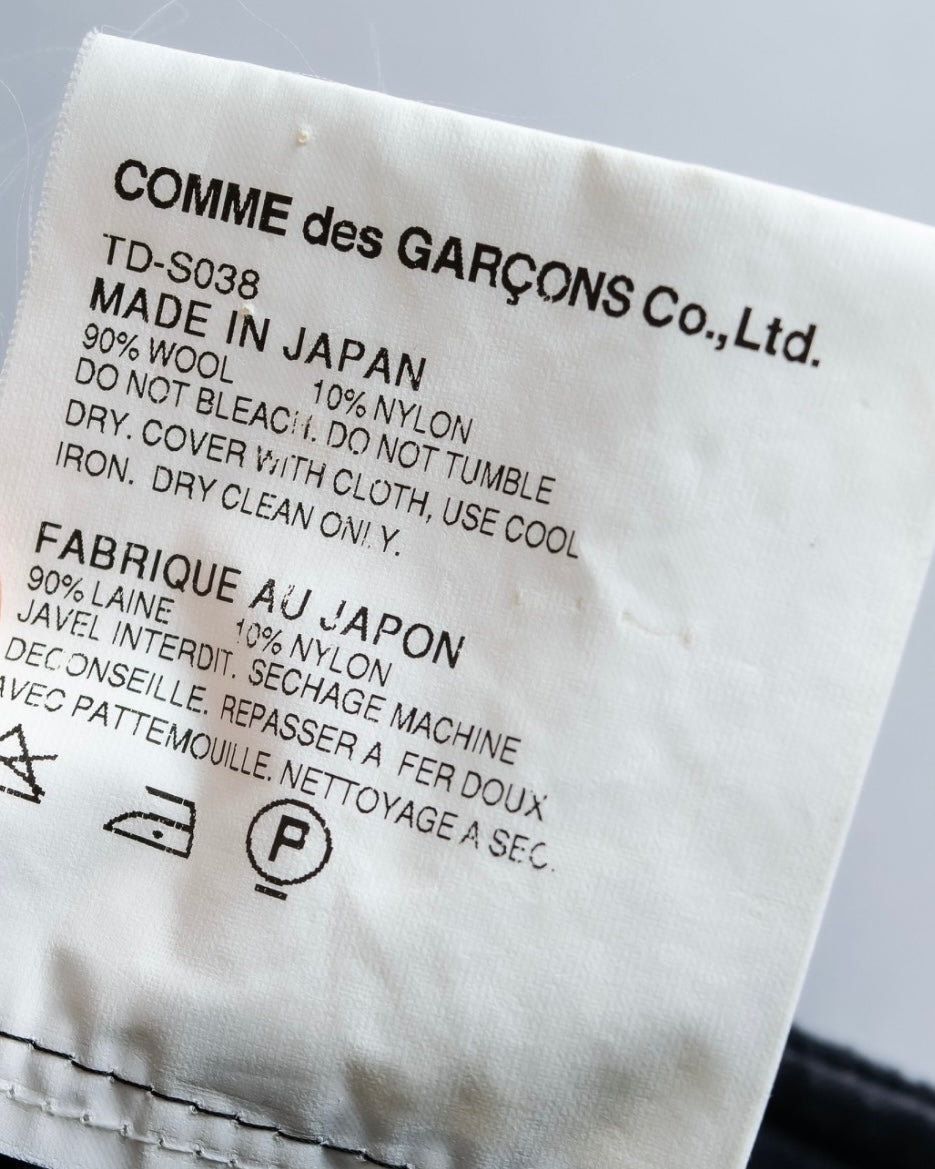 COMME des GARÇONS Co.,Ltd.
TD-S038
MADE IN JAPAN
90% WOOL 10% NYLON
DO NOT BLEACH. DO NOT TUMBLE
DRY. COVER WITH CLOTH, USE COOL
IRON. DRY CLEAN ONLY.
FABRIQUE AU JAPON
90% LAINE 10% NYLON
JAVEL INTERDIT. SECHAGE MACHINE
DECONSEILLE. REPASSER A FER DOUX
AVEC PATTEMOUILLE. NETTOYAGE A SEC.
P